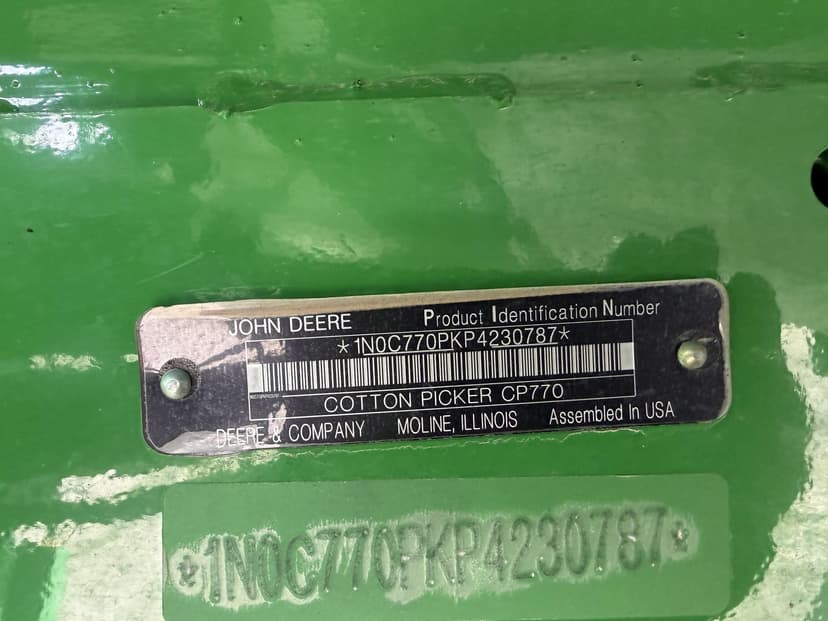 JOHN DEERE Product Identification Number
*1N0C770PKP4230787*
COTTON PICKER CP770
DEERE & COMPANY MOLINE, ILLINOIS Assembled In USA
*1N0C770PKP4230787*